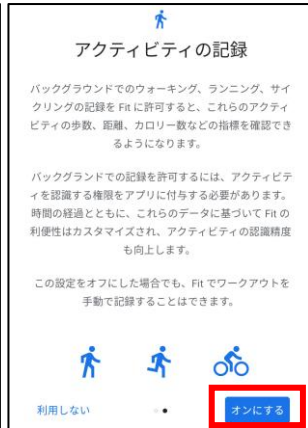 アクティビティの記録
バックグラウンドでのウォーキング、ランニング、サイ
クリングの記録を Fit に許可すると、これらのアクティ
ビティの歩数、距離、カロリー数などの指標を確認でき
るようになります。
バックグランドでの記録を許可するには、アクティビテ
ィを認識する権限をアプリに付与する必要があります。
時間の経過とともに、これらのデータに基づいて Fit の
利便性はカスタマイズされ、アクティビティの認識精度
も向上します。
この設定をオフにした場合でも、Fit でワークアウトを
手動で記録することはできます。
利用しない
オンにする